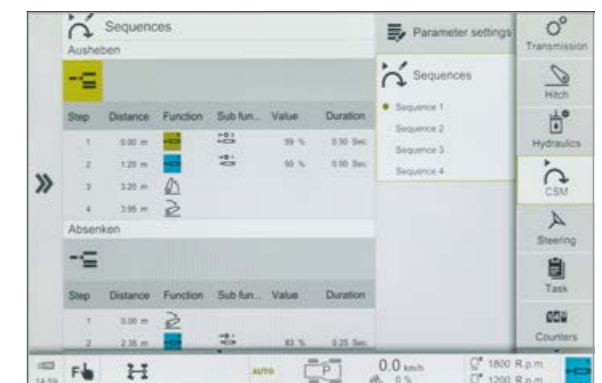 Sequences
Ausheben
Step Distance Function Sub fun... Value Duration
1 0.00 m 59 % 0.50 Sec.
2 1.20 m 50 % 0.00 Sec.
3 3.20 m
4 3.95 m
Absenken
Step Distance Function Sub fun... Value Duration
1 0.00 m
2 2.35 m 83 % 0.25 Sec.
Parameter settings
Sequences
Sequence 1
Sequence 2
Sequence 3
Sequence 4
Transmission
Hitch
Hydraulics
CSM
Steering
Task
Counters
14:59
F
AUTO
P
0.0 km/h
0 %
1800 R.p.m.
1200 R.p.m.